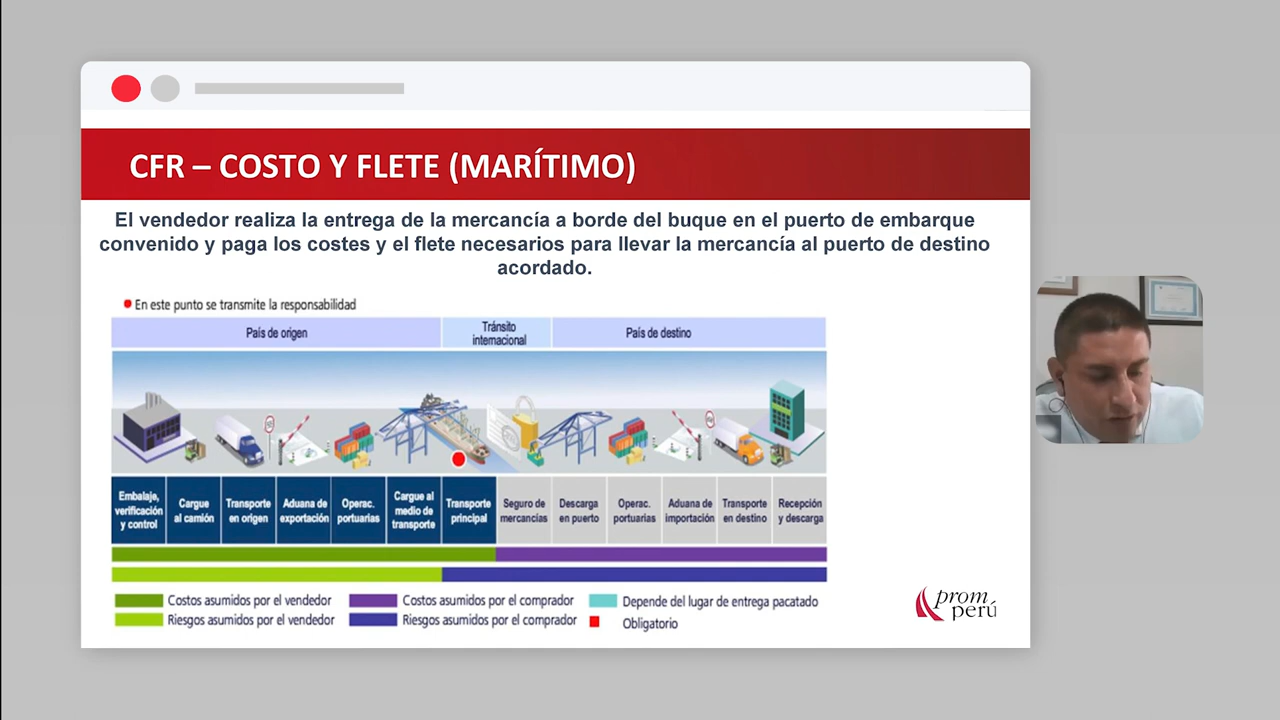 CFR – COSTO Y FLETE (MARÍTIMO)
El vendedor realiza la entrega de la mercancía a borde del buque en el puerto de embarque
convenido y paga los costes y el flete necesarios para llevar la mercancía al puerto de destino
acordado.
En este punto se transmite la responsabilidad
País de origen
Tránsito
internacional
País de destino
Embalaje,
verificación
y control
Cargue
al camión
Transporte
en origen
Aduana de
exportación
Operac.
portuarias
Cargue al
medio de
transporte
Transporte
principal
Seguro de
mercancías
Descarga
en puerto
Operac.
portuarias
Aduana de
importación
Transporte
en destino
Recepción
y descarga
Costos asumidos por el vendedor
Costos asumidos por el comprador
Depende del lugar de entrega pacatado
Riesgos asumidos por el vendedor
Riesgos asumidos por el comprador
Obligatorio
prom
perú